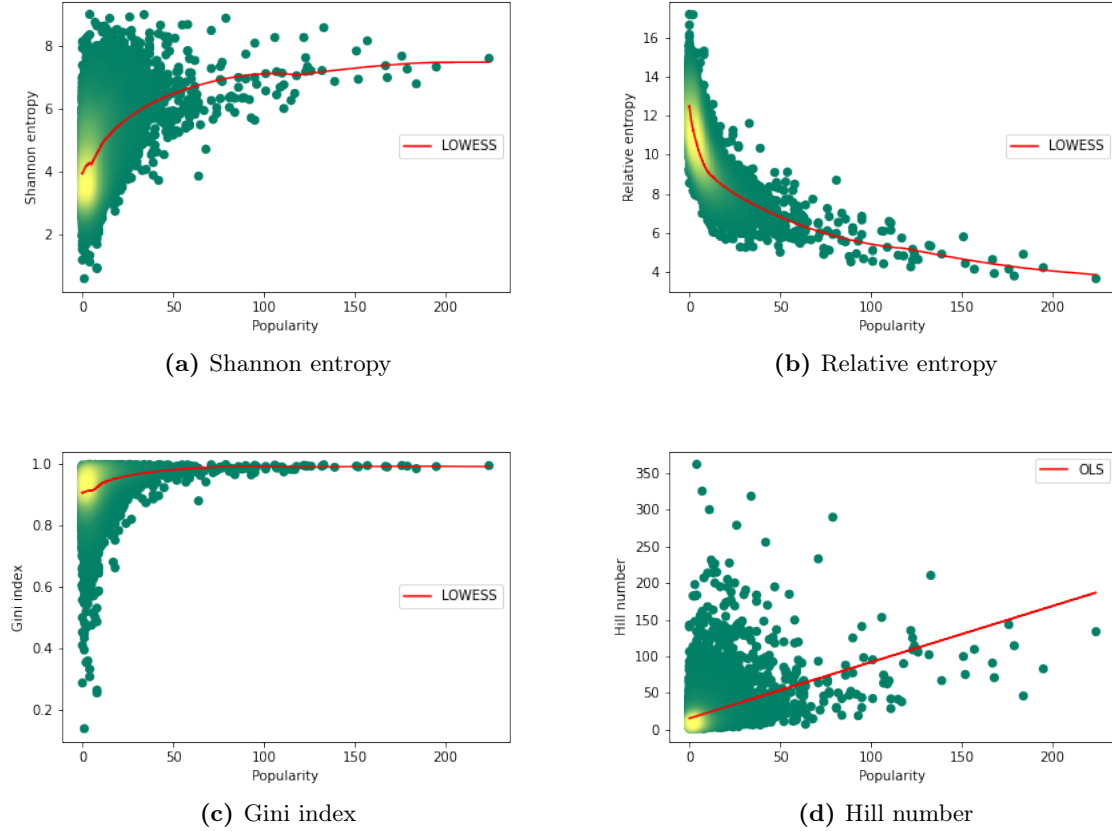 Shannon entropy
8
6
4
2
LOWESS
0 50 100 150 200
Popularity
(a) Shannon entropy
Relative entropy
16
14
12
10
8
6
4
LOWESS
0 50 100 150 200
Popularity
(b) Relative entropy
Gini index
1.0
0.8
0.6
0.4
0.2
LOWESS
0 50 100 150 200
Popularity
(c) Gini index
Hill number
350
300
250
200
150
100
50
0
OLS
0 50 100 150 200
Popularity
(d) Hill number